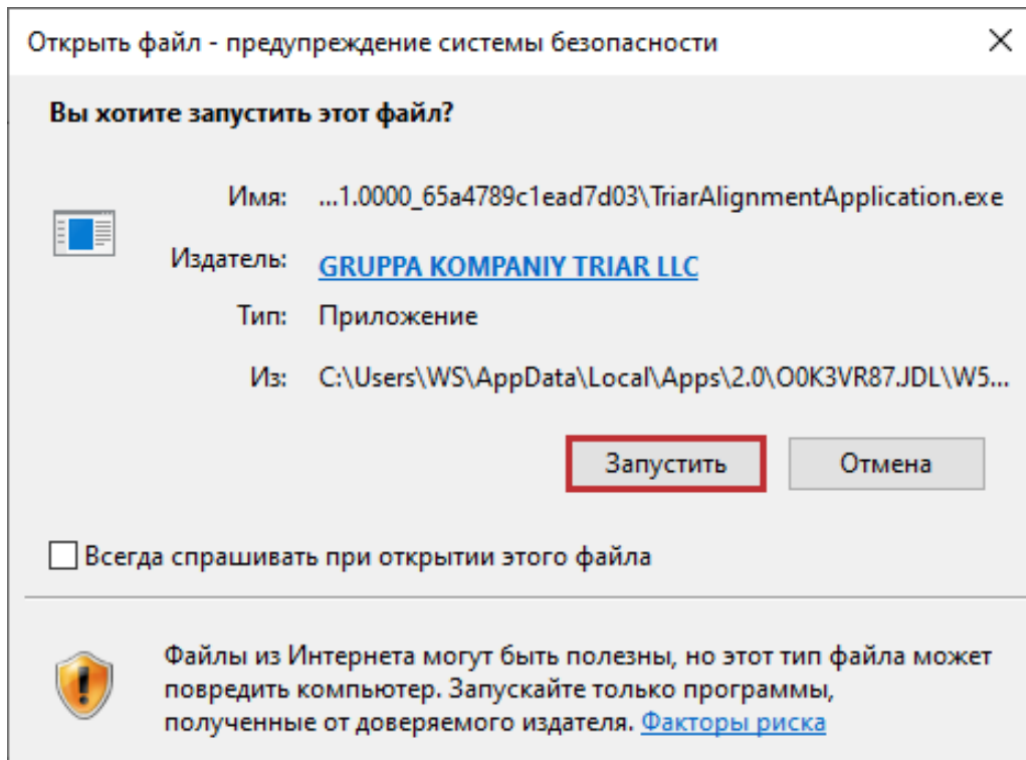 Открыть файл - предупреждение системы безопасности
Вы хотите запустить этот файл?
Имя: ...1.0000_65a4789c1ead7d03\TriarAlignmentApplication.exe
Издатель: GRUPPA KOMPANIY TRIAR LLC
Тип: Приложение
Из: C:\Users\WS\AppData\Local\Apps\2.0\O0K3VR87.JDL\W5...
Запустить Отмена
Всегда спрашивать при открытии этого файла
Файлы из Интернета могут быть полезны, но этот тип файла может
повредить компьютер. Запускайте только программы,
полученные от доверяемого издателя. Факторы риска